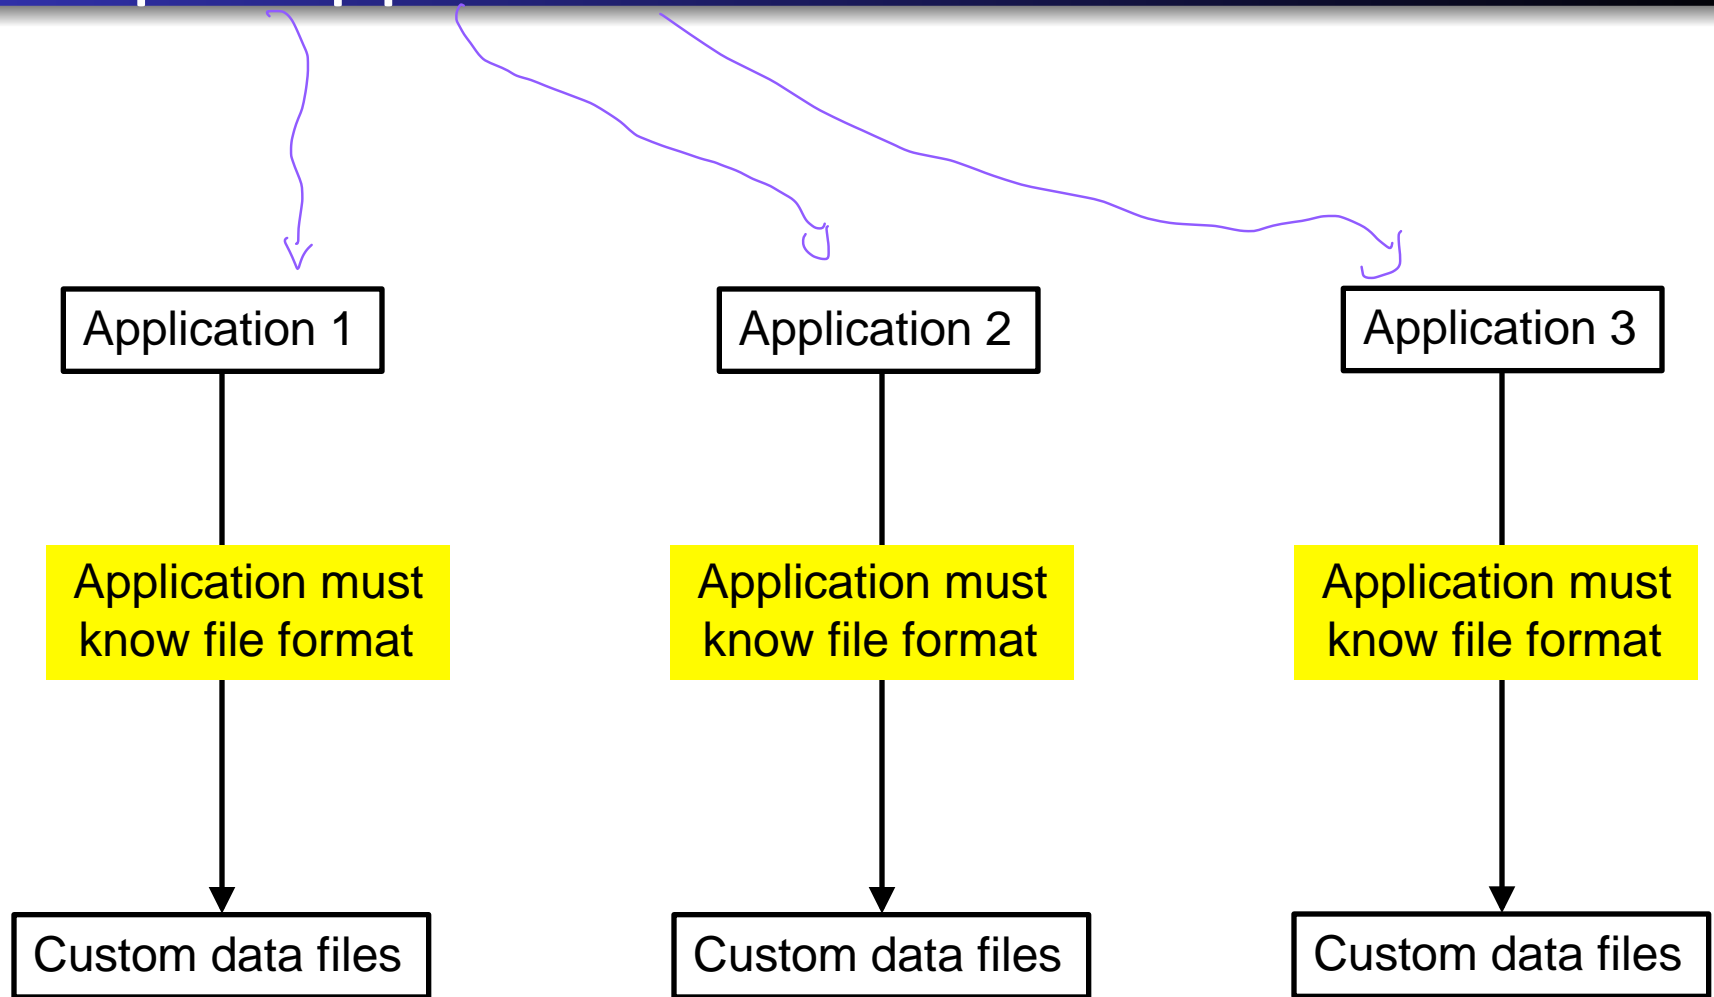 Application 1
Application 2
Application 3
Application must
know file format
Application must
know file format
Application must
know file format
Custom data files
Custom data files
Custom data files